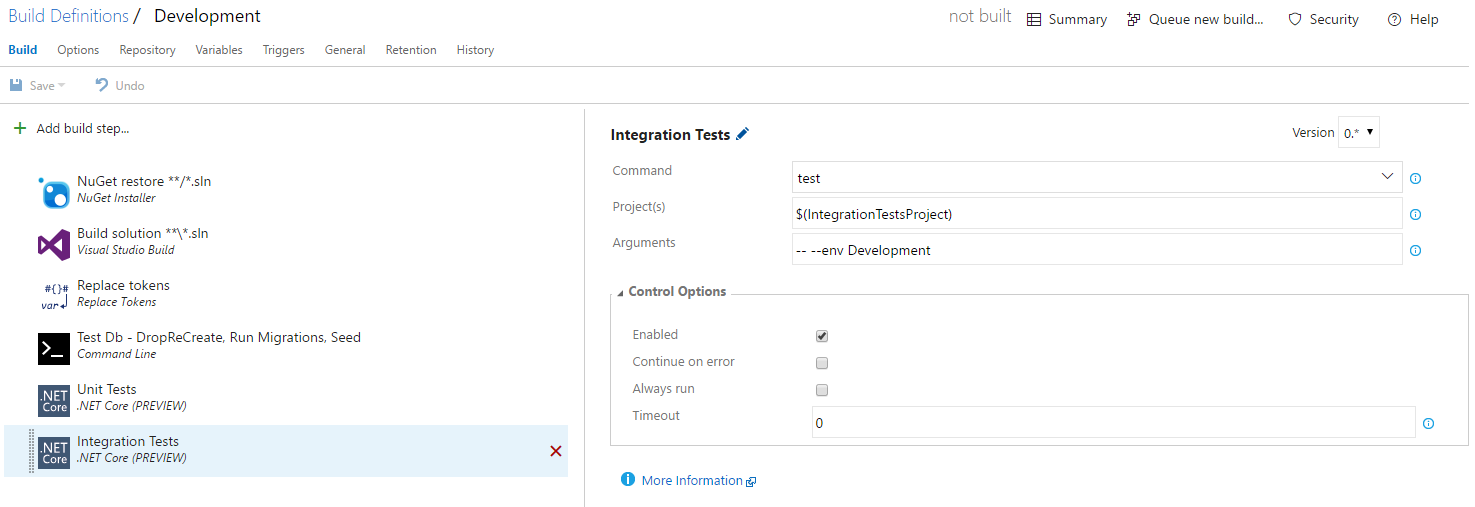 Build Definitions / Development
not built
Summary
Queue new build...
Security
Help
Build Options Repository Variables Triggers General Retention History
Save Undo
Add build step...
NuGet restore **/*.sln
NuGet Installer
Build solution **\*.sln
Visual Studio Build
#{}#
var
Replace tokens
Replace Tokens
>_
Test Db - DropReCreate, Run Migrations, Seed
Command Line
.NET
Core
Unit Tests
.NET Core (PREVIEW)
.NET
Core
Integration Tests
.NET Core (PREVIEW)
Integration Tests
Version 0.*
Command test
Project(s) $(IntegrationTestsProject)
Arguments -- --env Development
Control Options
Enabled
Continue on error
Always run
Timeout 0
More Information